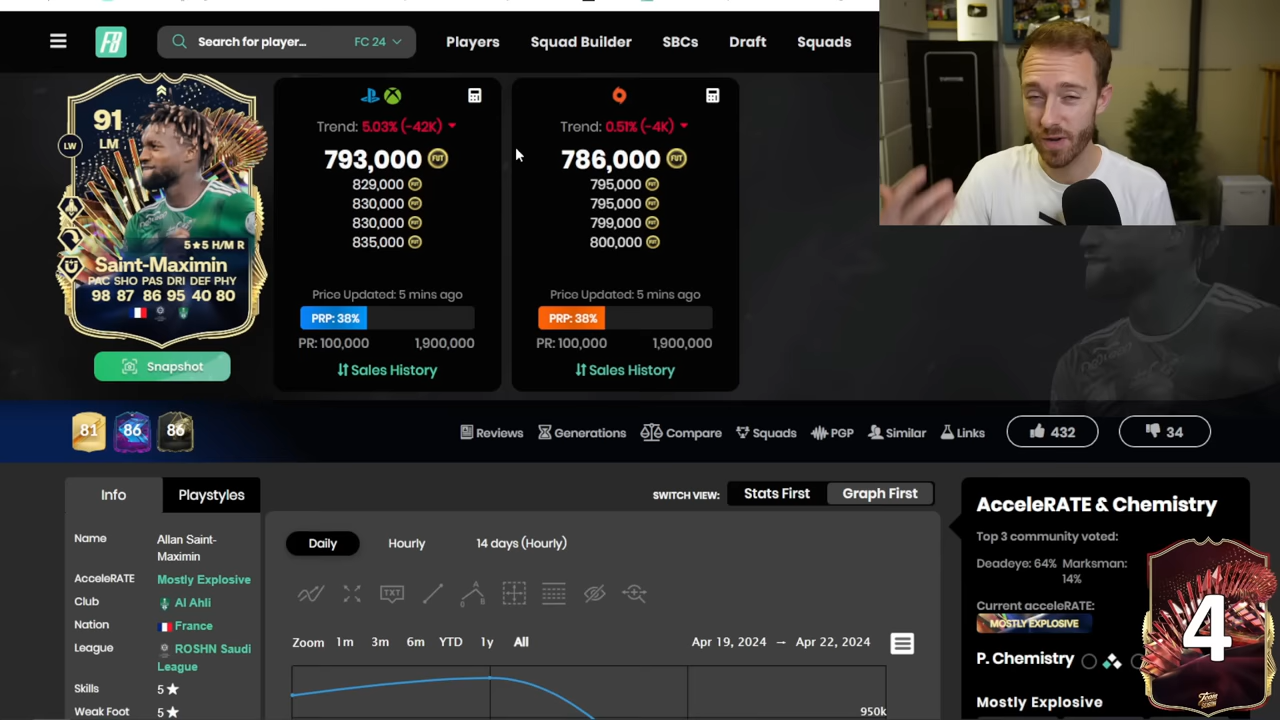 FB
Search for player...
FC 24
Players
Squad Builder
SBCs
Draft
Squads
91
LM
LW
5★5 H/M R
Saint-Maximin
PAC SHO PAS DRI DEF PHY
98 87 86 95 40 80
Snapshot
Trend: 5.03% (-42K)
793,000
829,000
830,000
830,000
835,000
Price Updated: 5 mins ago
PRP: 38%
PR: 100,000 1,900,000
Sales History
Trend: 0.51% (-4K)
786,000
795,000
795,000
799,000
800,000
Price Updated: 5 mins ago
PRP: 38%
PR: 100,000 1,900,000
Sales History
81
86
86
Reviews
Generations
Compare
Squads
PGP
Similar
Links
432
34
Info
Playstyles
Name
Allan Saint-
Maximin
AcceleRATE
Mostly Explosive
Club
Al Ahli
Nation
France
League
ROSHN Saudi
League
Skills
5 ★
Weak Foot
5 ★
SWITCH VIEW:
Stats First
Graph First
Daily
Hourly
14 days (Hourly)
TXT
Zoom 1m 3m 6m YTD 1y All
Apr 19, 2024 → Apr 22, 2024
950k
AcceleRATE & Chemistry
Top 3 community voted:
Deadeye: 64% Marksman:
14%
Current acceleRATE:
MOSTLY EXPLOSIVE
P. Chemistry
Mostly Explosive
4